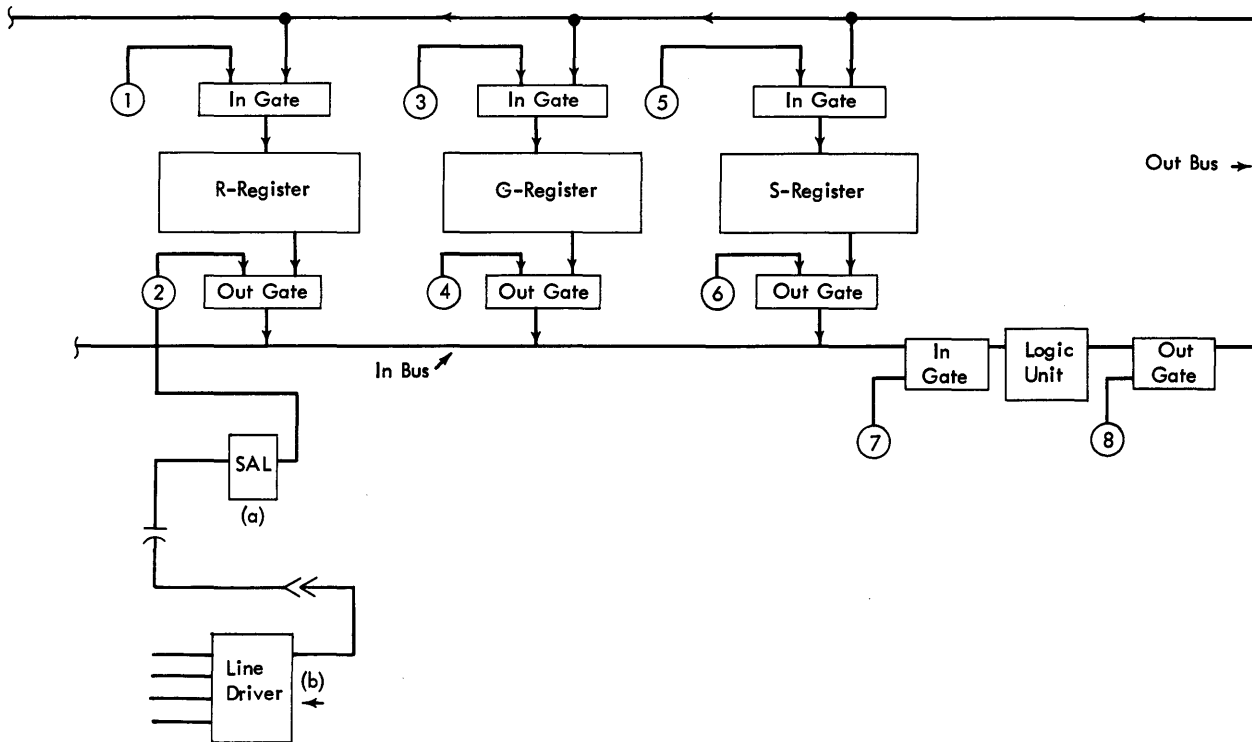 1
In Gate
3
In Gate
5
In Gate
R-Register
G-Register
S-Register
Out Bus
2
Out Gate
4
Out Gate
6
Out Gate
In Bus
In
Gate
Logic
Unit
Out
Gate
7
8
SAL
(a)
Line
Driver
(b)